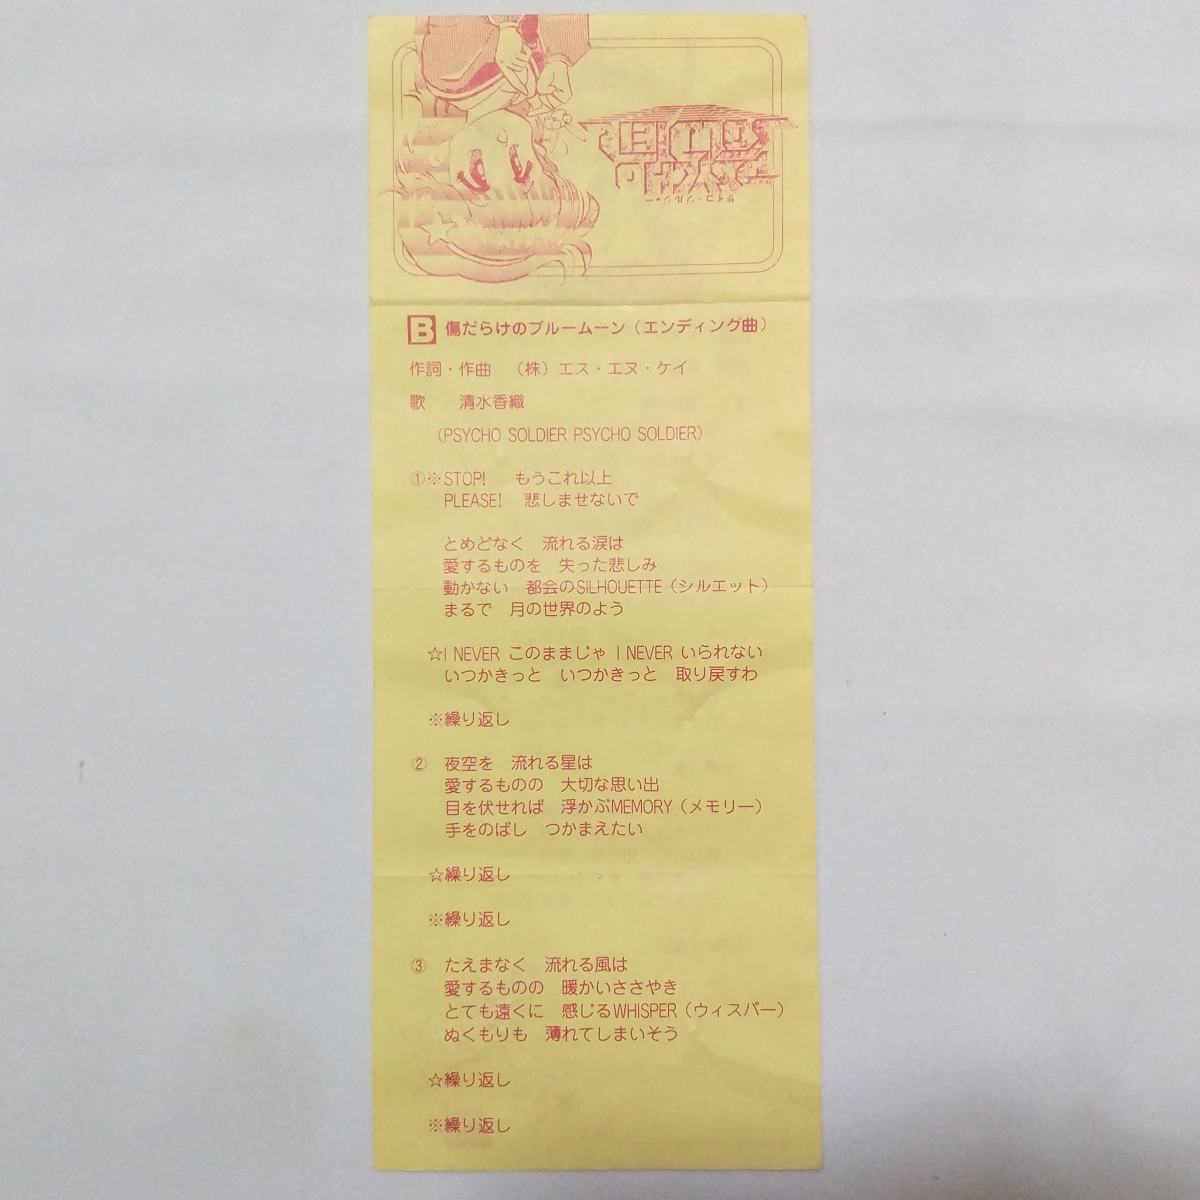 PSYCHO
SOLDIER
サイコ・ソルジャー
B 傷だらけのブルームーン（エンディング曲）
作詞・作曲　（株）エス・エヌ・ケイ
歌　　清水香織
（PSYCHO SOLDIER PSYCHO SOLDIER）
①※STOP!　もうこれ以上
PLEASE!　悲しませないで
とめどなく　流れる涙は
愛するものを　失った悲しみ
動かない　都会のSILHOUETTE（シルエット）
まるで　月の世界のよう
☆I NEVER このままじゃ I NEVER いられない
いつかきっと　いつかきっと　取り戻すわ
※繰り返し
②　夜空を　流れる星は
愛するものの　大切な思い出
目を伏せれば　浮かぶMEMORY（メモリー）
手をのばし　つかまえたい
☆繰り返し
※繰り返し
③　たえまなく　流れる風は
愛するものの　暖かいささやき
とても遠くに　感じるWHISPER（ウィスパー）
ぬくもりも　薄れてしまいそう
☆繰り返し
※繰り返し